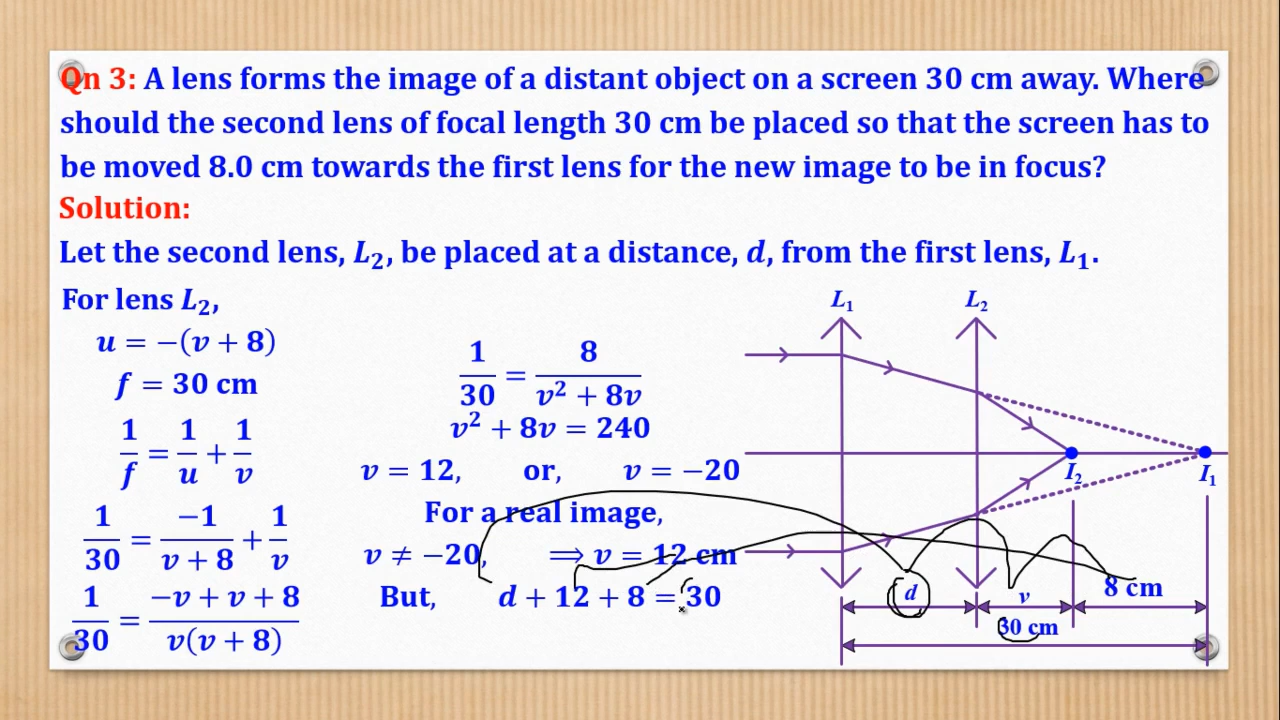 Qn 3: A lens forms the image of a distant object on a screen 30 cm away. Where
should the second lens of focal length 30 cm be placed so that the screen has to
be moved 8.0 cm towards the first lens for the new image to be in focus?
Solution:
Let the second lens, L₂, be placed at a distance, d, from the first lens, L₁.
For lens L₂,
u = −(v + 8)
f = 30 cm
1/f = 1/u + 1/v
1/30 = −1/(v + 8) + 1/v
1/30 = (−v + v + 8)/(v(v + 8))
1/30 = 8/(v² + 8v)
v² + 8v = 240
v = 12, or, v = −20
For a real image,
v ≠ −20, ⟹ v = 12 cm
But, d + 12 + 8 = 30
L₁ L₂
I₂ I₁
d v 8 cm
30 cm